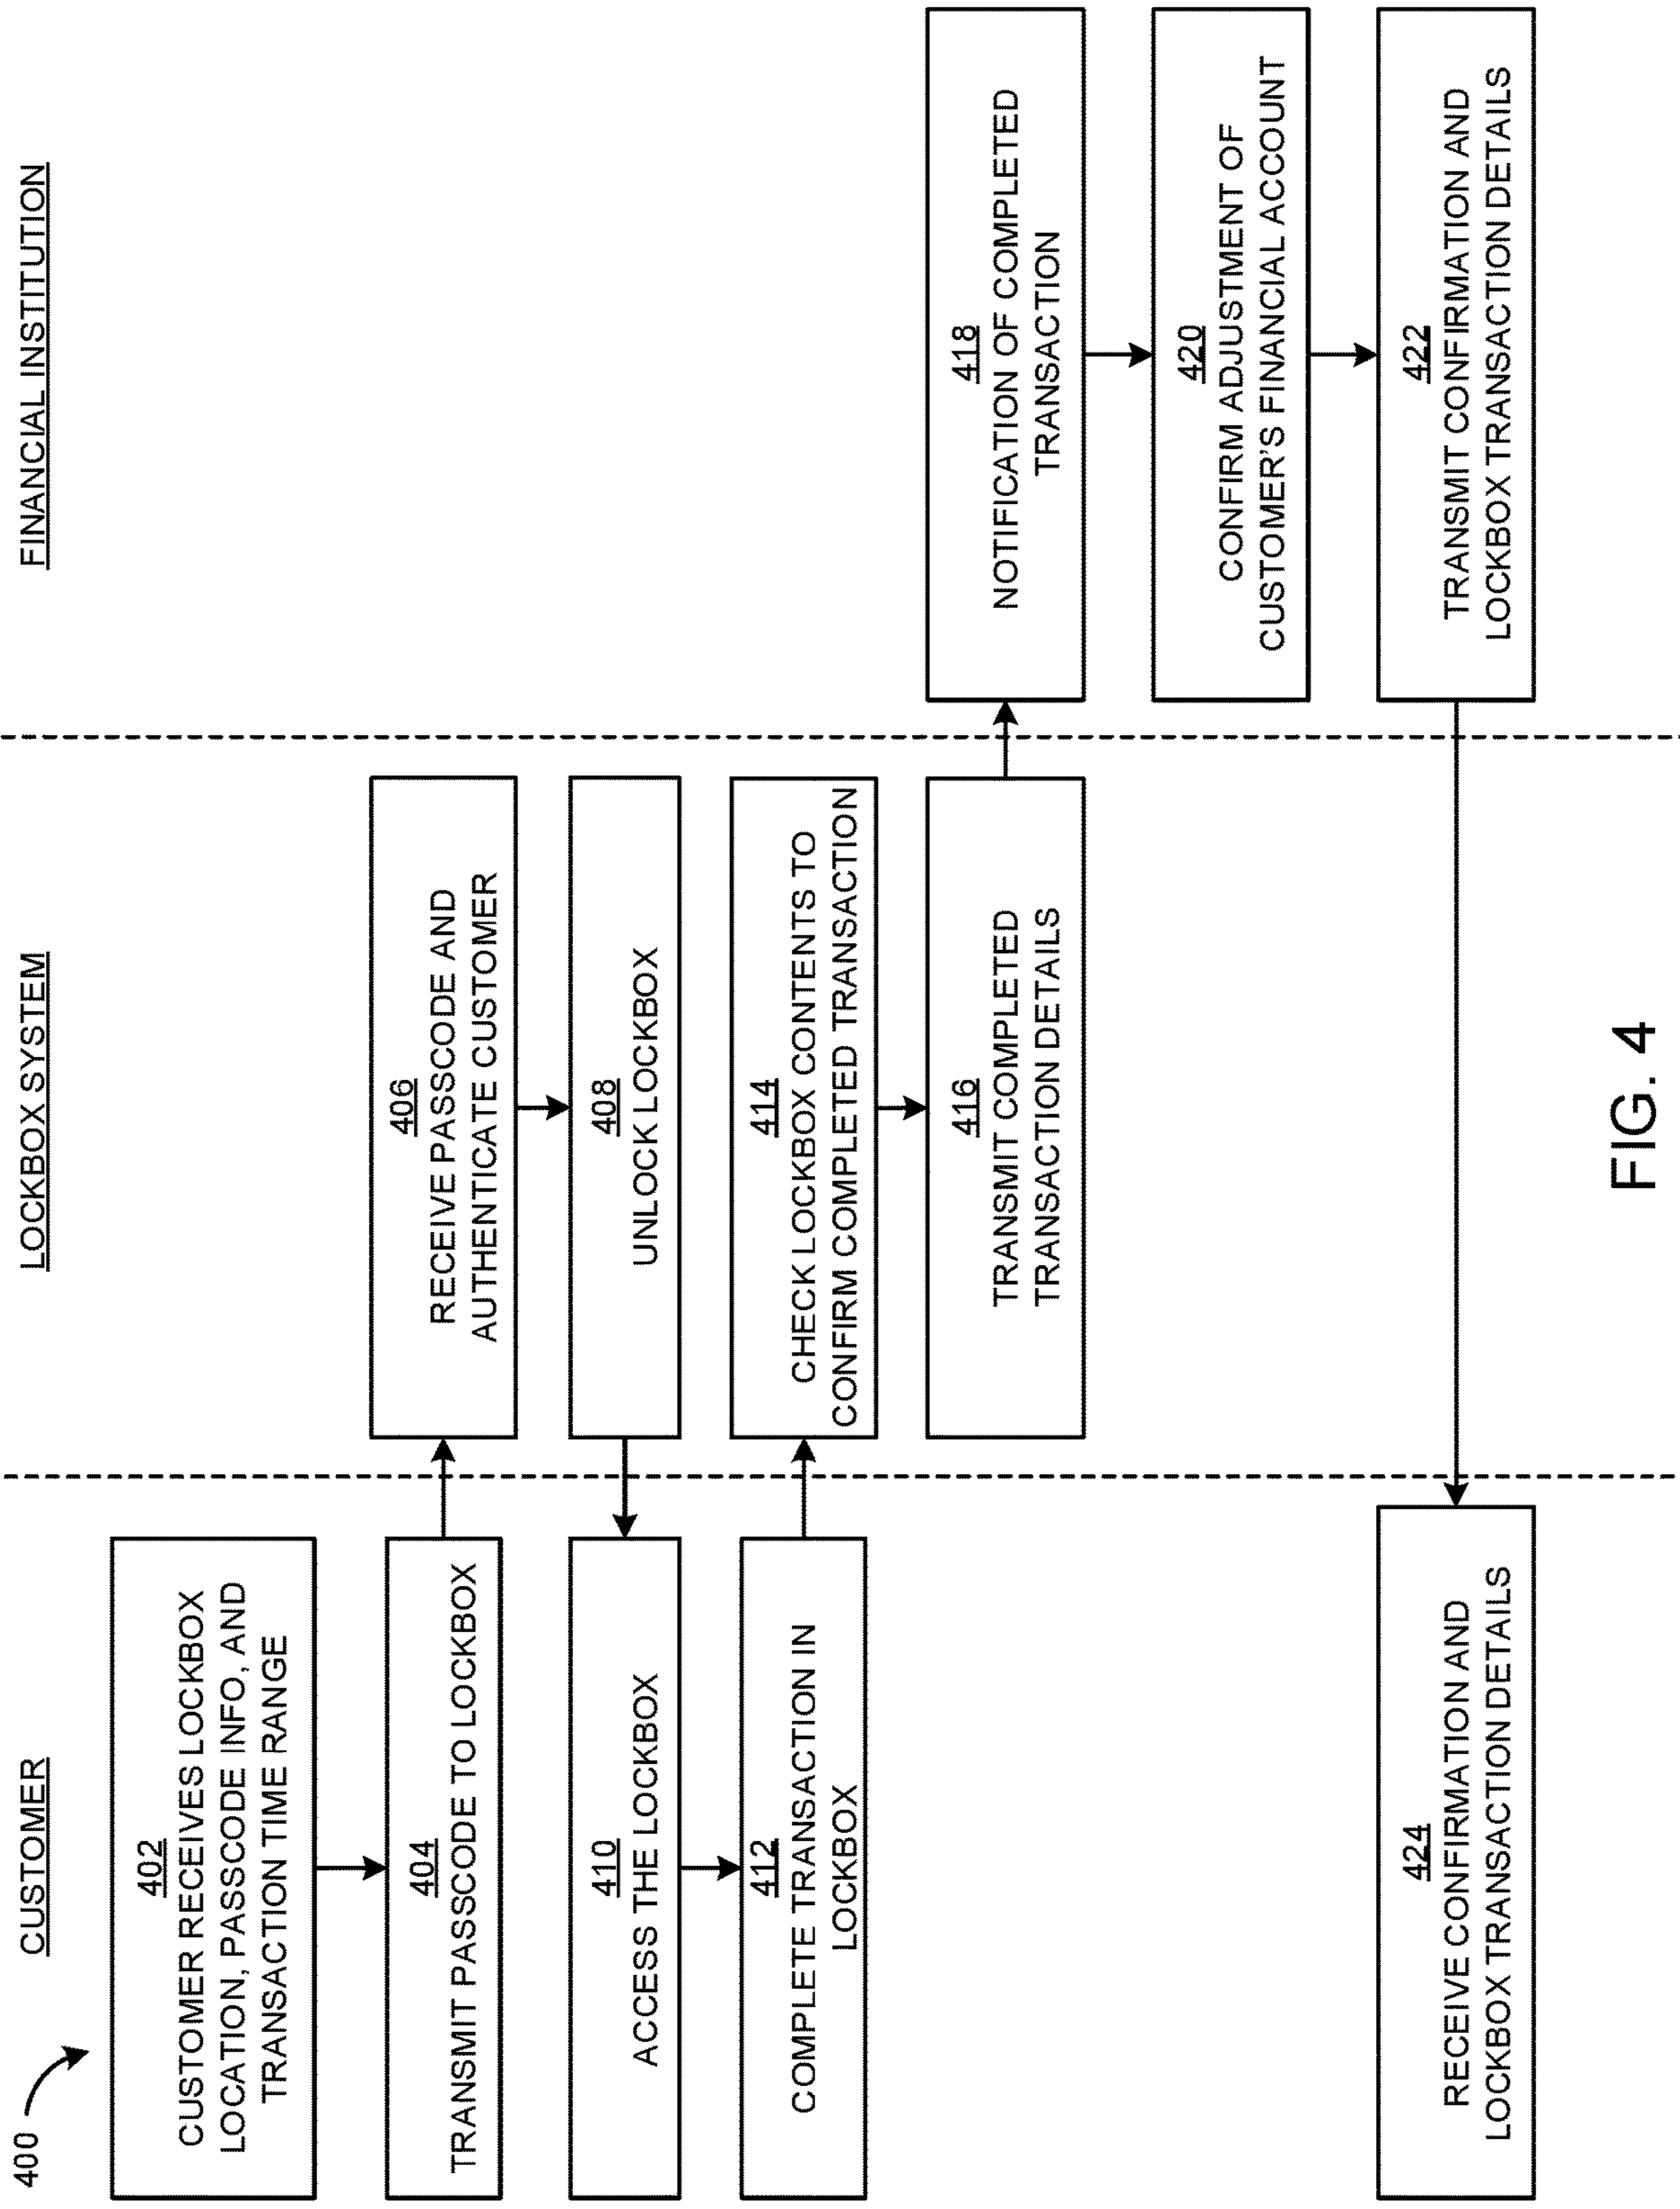 400
CUSTOMER
LOCKBOX SYSTEM
FINANCIAL INSTITUTION
402
CUSTOMER RECEIVES LOCKBOX
LOCATION, PASSCODE INFO, AND
TRANSACTION TIME RANGE
404
TRANSMIT PASSCODE TO LOCKBOX
406
RECEIVE PASSCODE AND
AUTHENTICATE CUSTOMER
408
UNLOCK LOCKBOX
410
ACCESS THE LOCKBOX
412
COMPLETE TRANSACTION IN
LOCKBOX
414
CHECK LOCKBOX CONTENTS TO
CONFIRM COMPLETED TRANSACTION
416
TRANSMIT COMPLETED
TRANSACTION DETAILS
418
NOTIFICATION OF COMPLETED
TRANSACTION
420
CONFIRM ADJUSTMENT OF
CUSTOMER'S FINANCIAL ACCOUNT
422
TRANSMIT CONFIRMATION AND
LOCKBOX TRANSACTION DETAILS
424
RECEIVE CONFIRMATION AND
LOCKBOX TRANSACTION DETAILS
FIG. 4